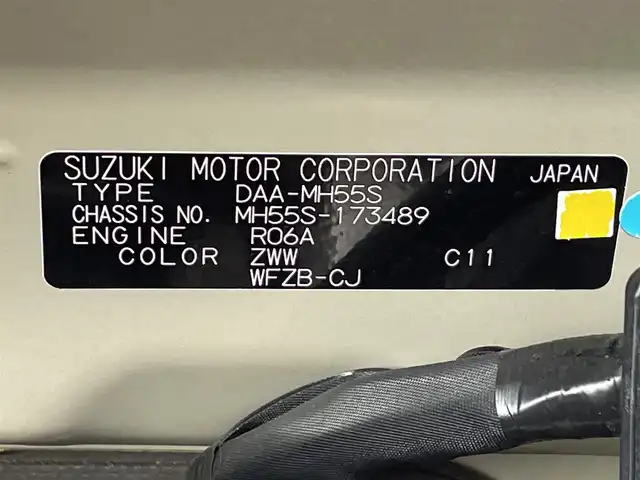 SUZUKI MOTOR CORPORATION JAPAN
TYPE DAA-MH55S
CHASSIS NO. MH55S-173489
ENGINE R06A
COLOR ZWW C11
WFZB-CJ